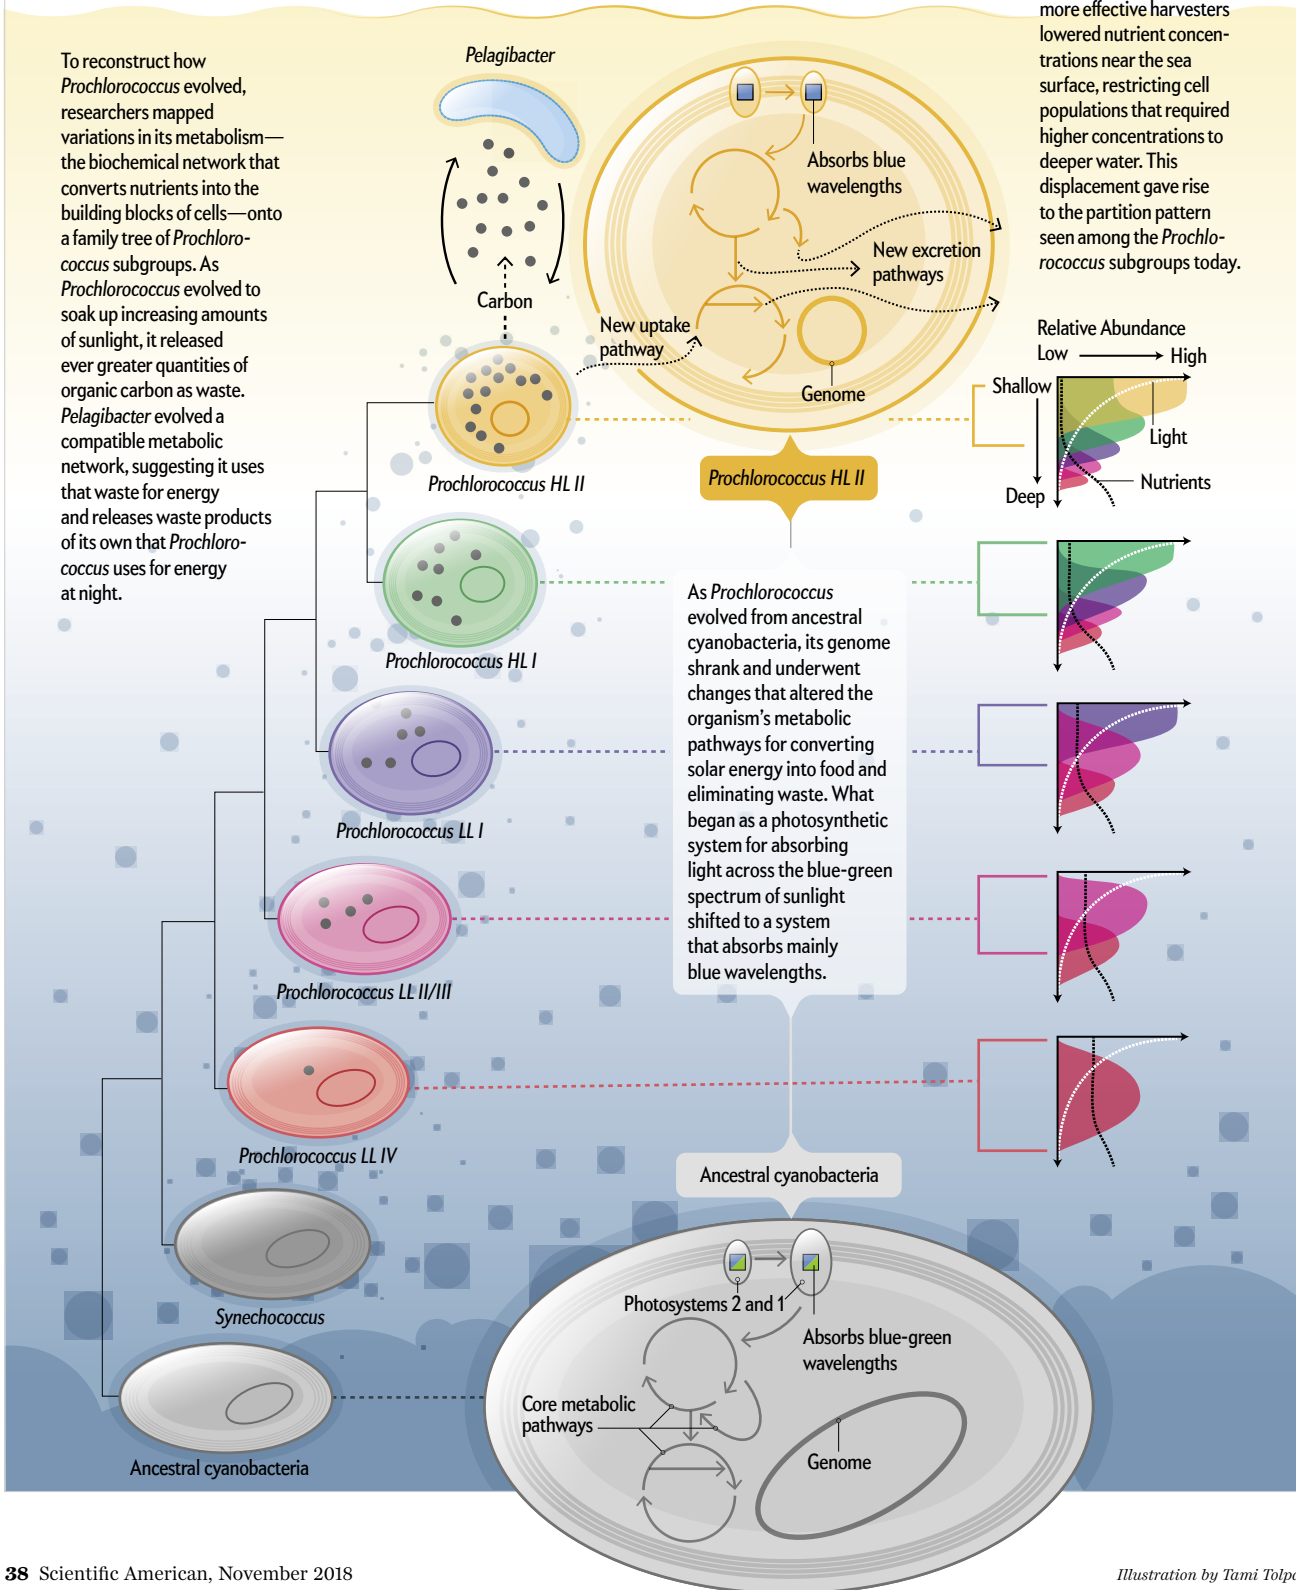 To reconstruct how
Prochlorococcus evolved,
researchers mapped
variations in its metabolism—
the biochemical network that
converts nutrients into the
building blocks of cells—onto
a family tree of Prochloro-
coccus subgroups. As
Prochlorococcus evolved to
soak up increasing amounts
of sunlight, it released
ever greater quantities of
organic carbon as waste.
Pelagibacter evolved a
compatible metabolic
network, suggesting it uses
that waste for energy
and releases waste products
of its own that Prochloro-
coccus uses for energy
at night.
Pelagibacter
Carbon
New uptake
pathway
Absorbs blue
wavelengths
New excretion
pathways
Genome
more effective harvesters
lowered nutrient concen-
trations near the sea
surface, restricting cell
populations that required
higher concentrations to
deeper water. This
displacement gave rise
to the partition pattern
seen among the Prochlo-
rococcus subgroups today.
Relative Abundance
Low
High
Shallow
Light
Nutrients
Deep
Prochlorococcus HL II
Prochlorococcus HL II
Prochlorococcus HL I
Prochlorococcus LL I
Prochlorococcus LL II/III
Prochlorococcus LL IV
Synechococcus
Ancestral cyanobacteria
As Prochlorococcus
evolved from ancestral
cyanobacteria, its genome
shrank and underwent
changes that altered the
organism's metabolic
pathways for converting
solar energy into food and
eliminating waste. What
began as a photosynthetic
system for absorbing
light across the blue-green
spectrum of sunlight
shifted to a system
that absorbs mainly
blue wavelengths.
Ancestral cyanobacteria
Photosystems 2 and 1
Absorbs blue-green
wavelengths
Core metabolic
pathways
Genome
38 Scientific American, November 2018
Illustration by Tami